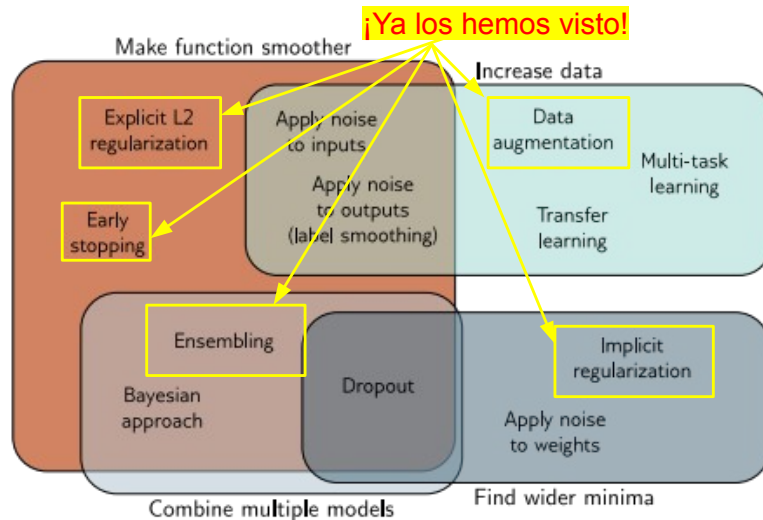 ¡Ya los hemos visto!
Make function smoother
Increase data
Explicit L2
regularization
Apply noise
to inputs
Data
augmentation
Multi-task
learning
Early
stopping
Apply noise
to outputs
(label smoothing)
Transfer
learning
Ensembling
Implicit
regularization
Bayesian
approach
Dropout
Apply noise
to weights
Combine multiple models
Find wider minima